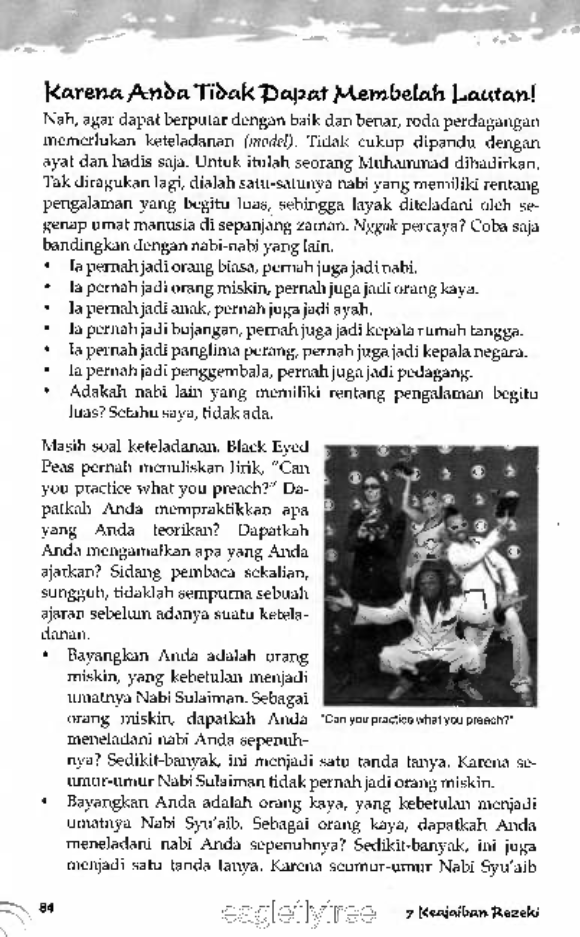 Karena Anda Tidak Dapat Membelah Lautan!
Nah, agar dapat berputar dengan baik dan benar, roda perdagangan
memerlukan keteladanan (model). Tidak cukup dipandu dengan
ayat dan hadis saja. Untuk itulah seorang Muhammad dihadirkan.
Tak diragukan lagi, dialah satu-satunya nabi yang memiliki rentang
pengalaman yang begitu luas, sehingga layak diteladani oleh se-
genap umat manusia di sepanjang zaman. Nggak percaya? Coba saja
bandingkan dengan nabi-nabi yang lain.
• Ia pernah jadi orang biasa, pernah juga jadi nabi.
• Ia pernah jadi orang miskin, pernah juga jadi orang kaya.
• Ia pernah jadi anak, pernah juga jadi ayah.
• Ia pernah jadi bujangan, pernah juga jadi kepala rumah tangga.
• Ia pernah jadi panglima perang, pernah juga jadi kepala negara.
• Ia pernah jadi penggembala, pernah juga jadi pedagang.
• Adakah nabi lain yang memiliki rentang pengalaman begitu
luas? Setahu saya, tidak ada.
Masih soal keteladanan. Black Eyed
Peas pernah menuliskan lirik, "Can
you practice what you preach?" Da-
patkah Anda mempraktikkan apa
yang Anda teorikan? Dapatkah
Anda mengamalkan apa yang Anda
ajarkan? Sidang pembaca sekalian,
sungguh, tidaklah sempurna sebuah
ajaran sebelum adanya suatu ketela-
danan.
• Bayangkan Anda adalah orang
miskin, yang kebetulan menjadi
umatnya Nabi Sulaiman. Sebagai
orang miskin, dapatkah Anda
meneladani nabi Anda sepenuh-
nya? Sedikit-banyak, ini menjadi satu tanda tanya. Karena se-
umur-umur Nabi Sulaiman tidak pernah jadi orang miskin.
"Can you practice what you preach?"
• Bayangkan Anda adalah orang kaya, yang kebetulan menjadi
umatnya Nabi Syu'aib. Sebagai orang kaya, dapatkah Anda
meneladani nabi Anda sepenuhnya? Sedikit-banyak, ini juga
menjadi satu tanda tanya. Karena seumur-umur Nabi Syu'aib
84
eagleflyfree
7 Keajaiban Rezeki